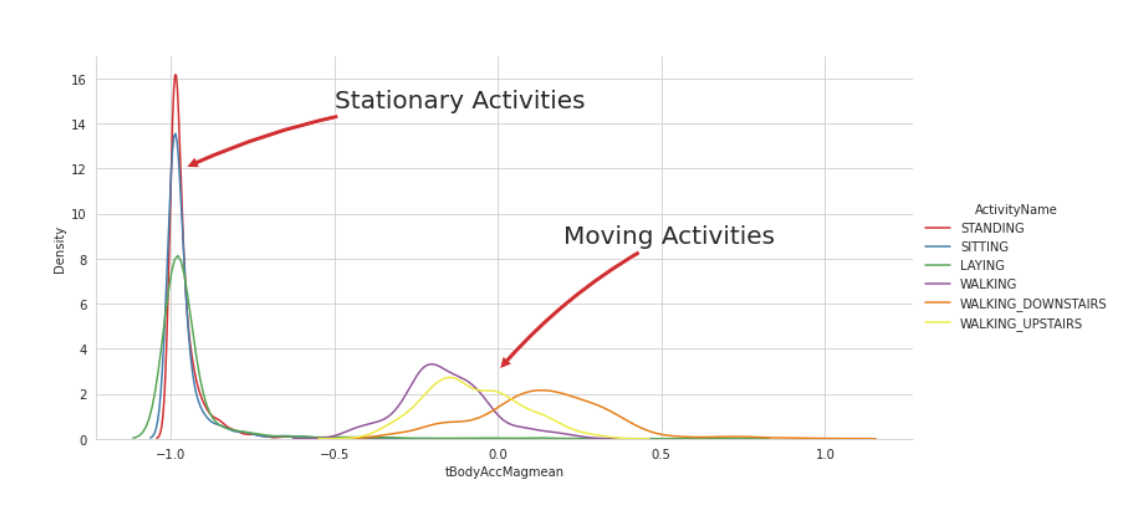 Stationary Activities
Moving Activities
Density
16
14
12
10
8
6
4
2
0
−1.0
−0.5
0.0
0.5
1.0
tBodyAccMagmean
ActivityName
STANDING
SITTING
LAYING
WALKING
WALKING_DOWNSTAIRS
WALKING_UPSTAIRS